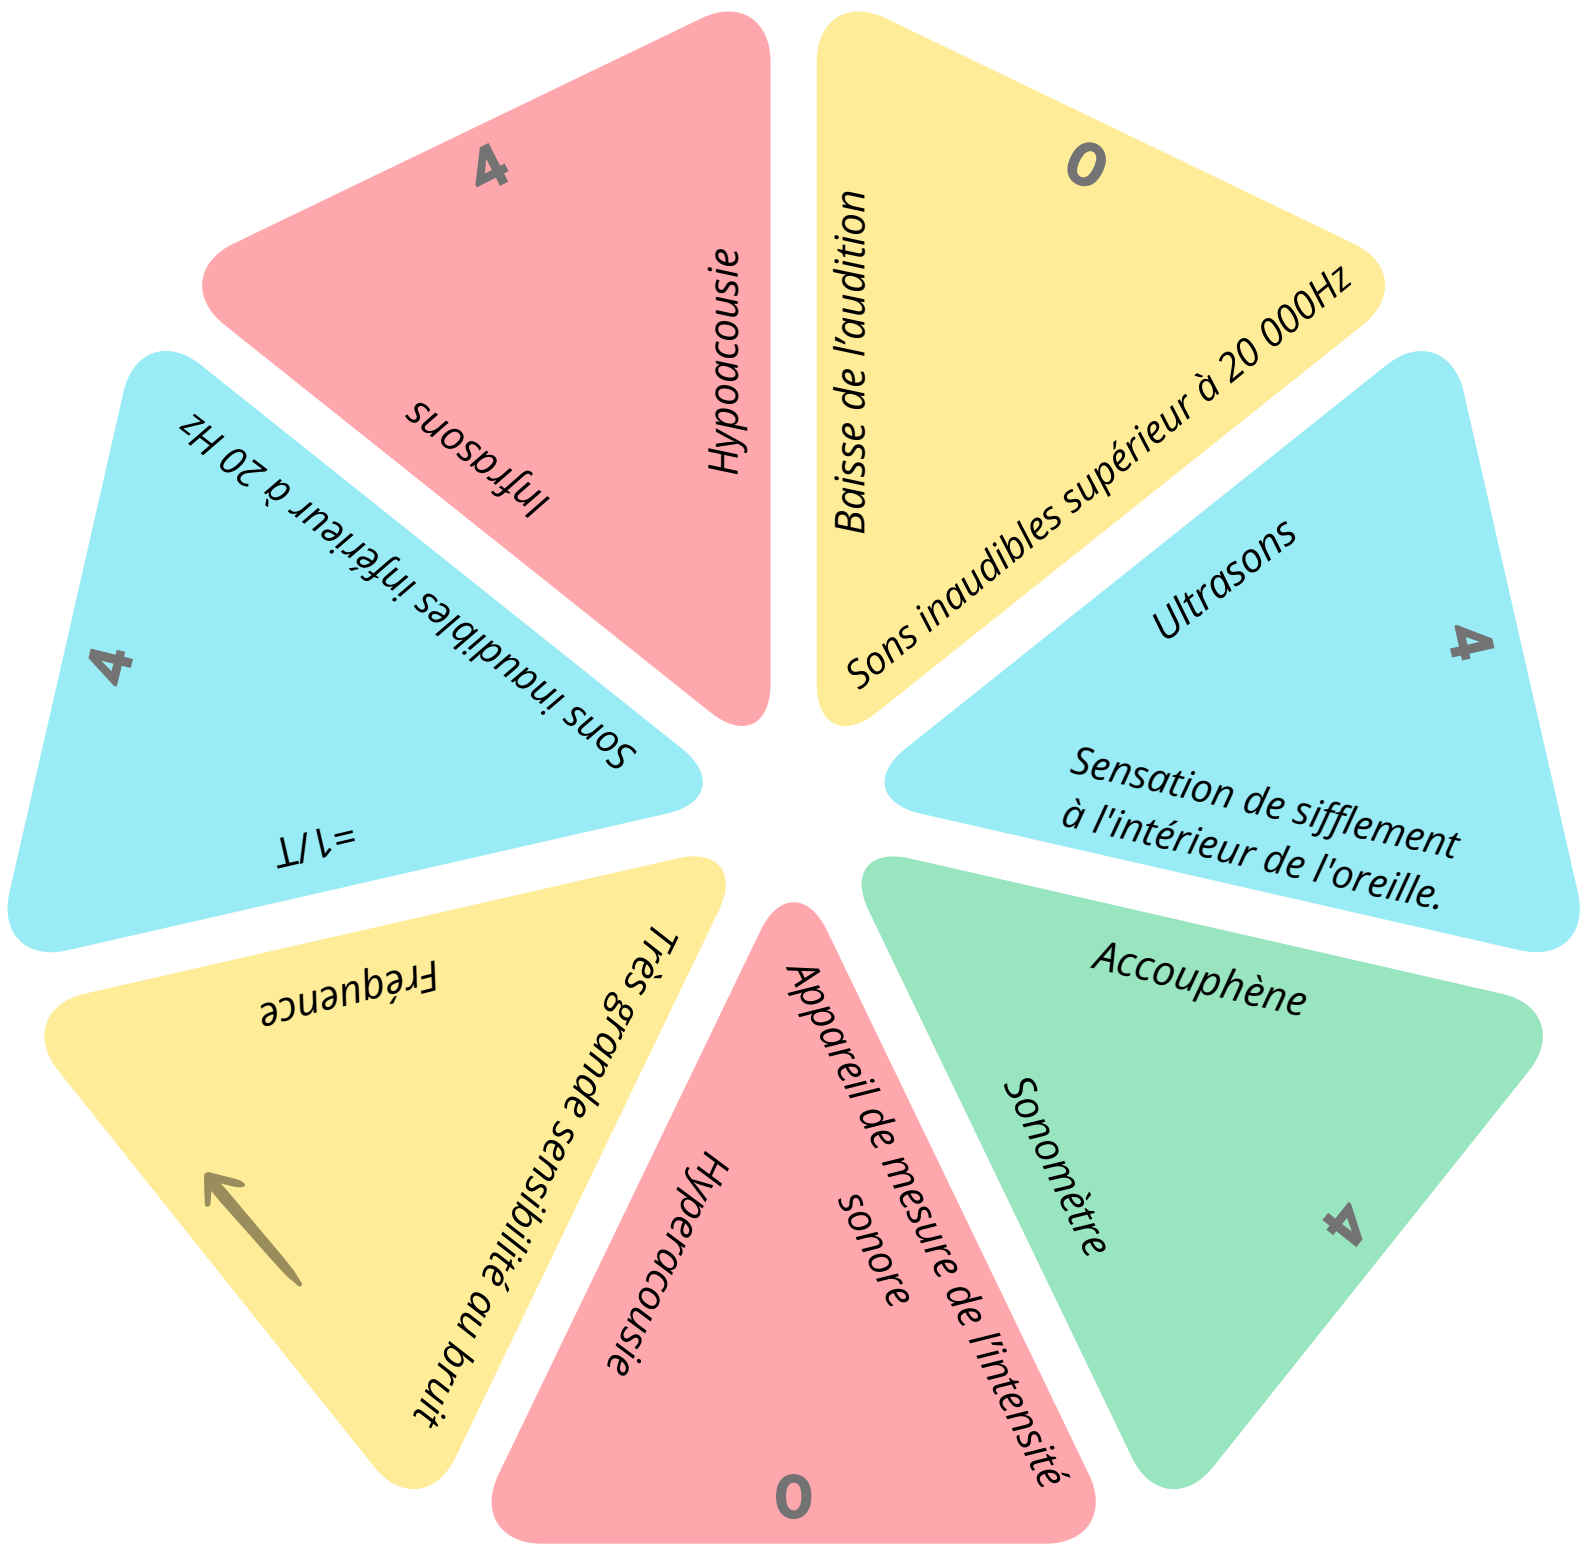 4
Hypoacousie
Infrasons
0
Baisse de l'audition
Sons inaudibles supérieur à 20 000Hz
Ultrasons
4
Sensation de sifflement
à l'intérieur de l'oreille.
Accouphène
Sonomètre
4
Appareil de mesure de l'intensité
sonore
Hyperacousie
0
Très grande sensibilité au bruit
Fréquence
=1/T
4
Sons inaudibles inférieur à 20 Hz